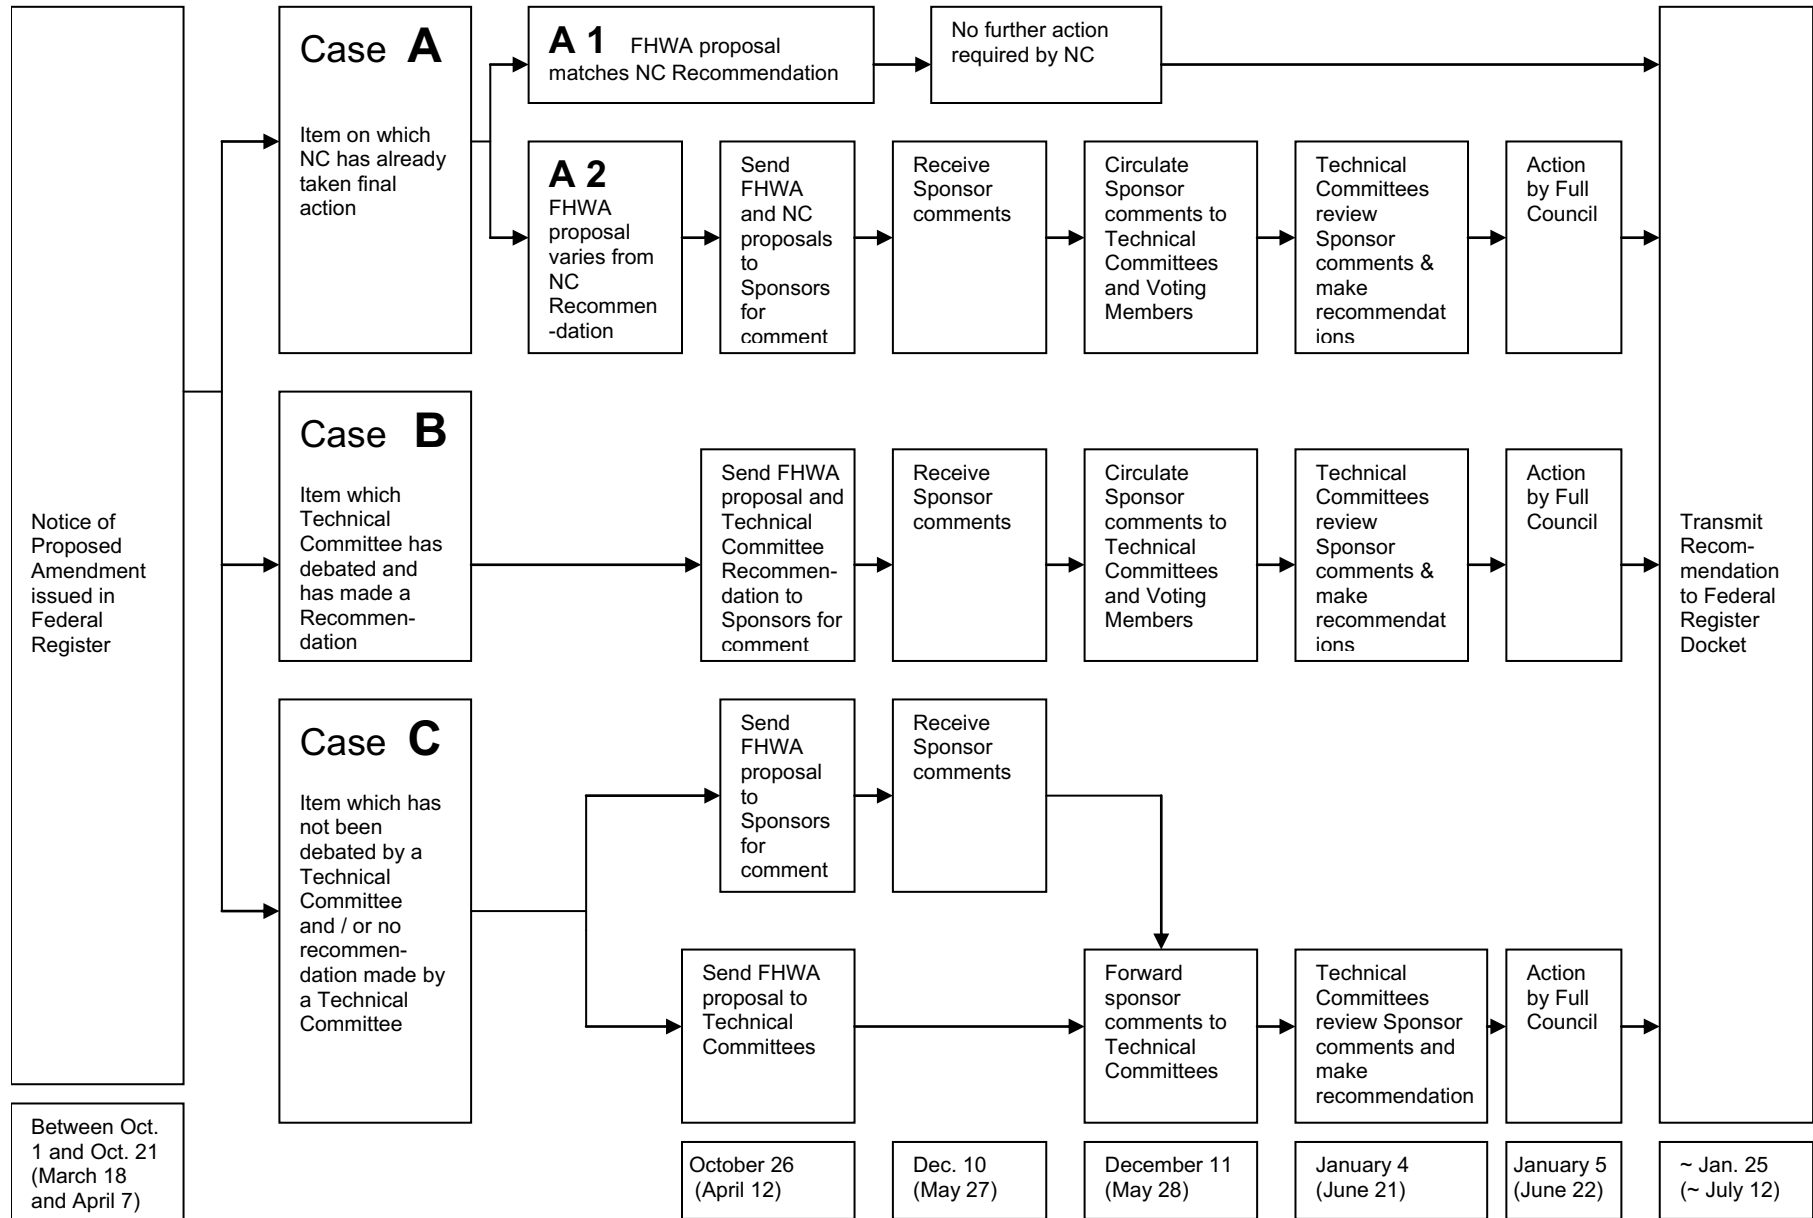 Notice of
Proposed
Amendment
issued in
Federal
Register
Between Oct.
1 and Oct. 21
(March 18
and April 7)
Case A
Item on which
NC has already
taken final
action
A 1 FHWA proposal
matches NC Recommendation
No further action
required by NC
A 2
FHWA
proposal
varies from
NC
Recommen
-dation
Send
FHWA
and NC
proposals
to
Sponsors
for
comment
Receive
Sponsor
comments
Circulate
Sponsor
comments to
Technical
Committees
and Voting
Members
Technical
Committees
review
Sponsor
comments &
make
recommendat
ions
Action
by Full
Council
Case B
Item which
Technical
Committee has
debated and
has made a
Recommen-
dation
Send FHWA
proposal and
Technical
Committee
Recommen-
dation to
Sponsors for
comment
Receive
Sponsor
comments
Circulate
Sponsor
comments to
Technical
Committees
and Voting
Members
Technical
Committees
review
Sponsor
comments &
make
recommendat
ions
Action
by Full
Council
Case C
Item which has
not been
debated by a
Technical
Committee
and / or no
recommen-
dation made by
a Technical
Committee
Send
FHWA
proposal
to
Sponsors
for
comment
Receive
Sponsor
comments
Send FHWA
proposal to
Technical
Committees
Forward
sponsor
comments to
Technical
Committees
Technical
Committees
review Sponsor
comments and
make
recommendation
Action
by Full
Council
Transmit
Recom-
mendation
to Federal
Register
Docket
October 26
(April 12)
Dec. 10
(May 27)
December 11
(May 28)
January 4
(June 21)
January 5
(June 22)
~ Jan. 25
(~ July 12)